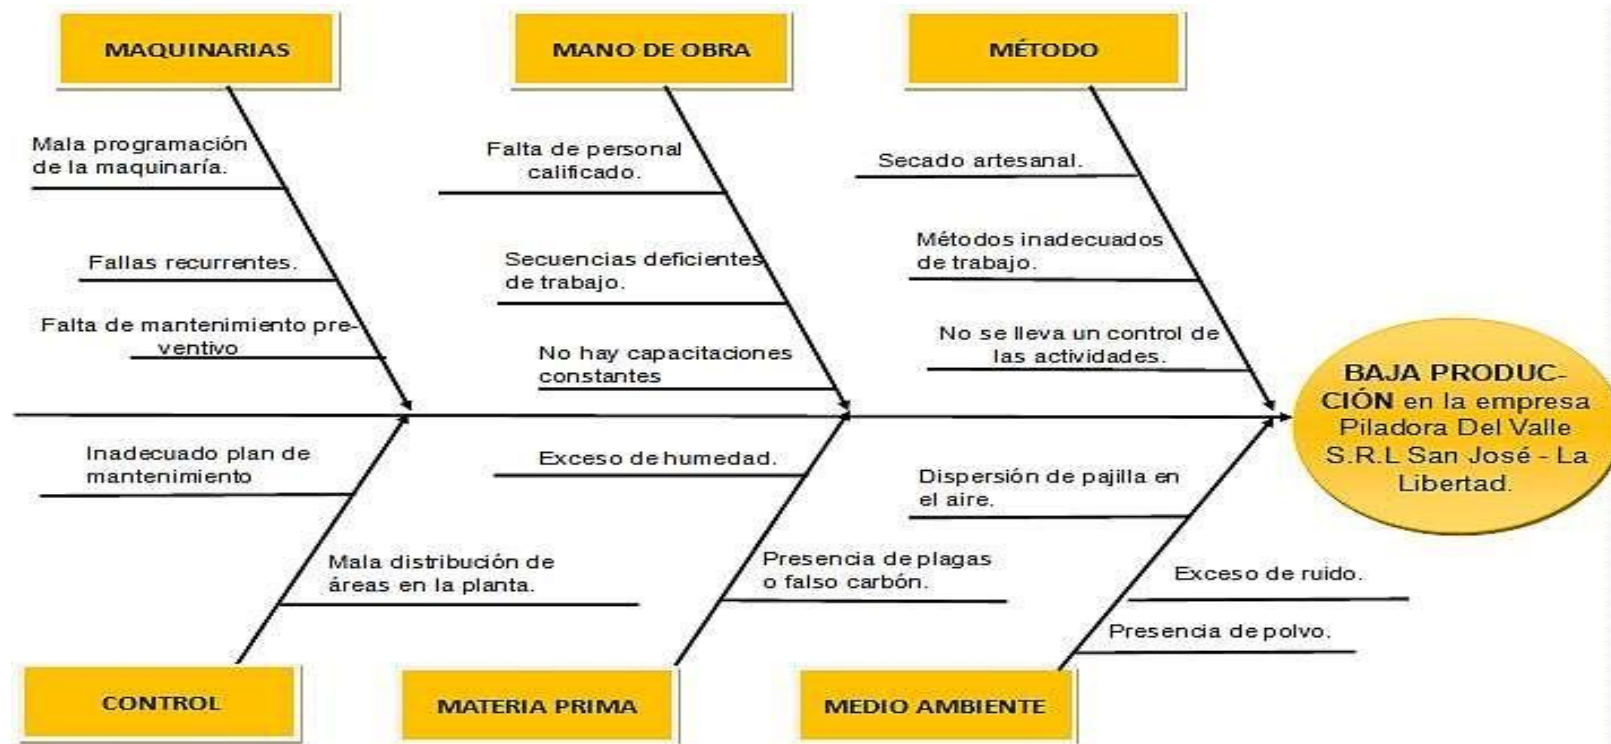 MAQUINARIAS
MANO DE OBRA
MÉTODO
Mala programación
de la maquinaría.
Falta de personal
calificado.
Secado artesanal.
Fallas recurrentes.
Secuencias deficientes
de trabajo.
Métodos inadecuados
de trabajo.
Falta de mantenimiento pre-
ventivo
No hay capacitaciones
constantes
No se lleva un control de
las actividades.
BAJA PRODUC-
CIÓN en la empresa
Piladora Del Valle
S.R.L San José - La
Libertad.
Inadecuado plan de
mantenimiento
Exceso de humedad.
Dispersión de pajilla en
el aire.
Mala distribución de
áreas en la planta.
Presencia de plagas
o falso carbón.
Exceso de ruido.
Presencia de polvo.
CONTROL
MATERIA PRIMA
MEDIO AMBIENTE